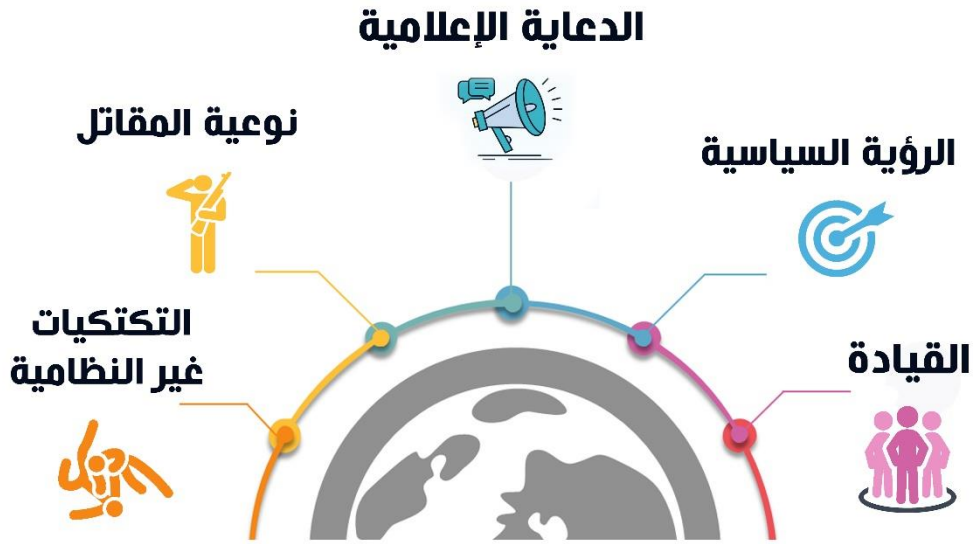 الدعاية الإعلامية
الرؤية السياسية
نوعية المقاتل
القيادة
التكتكيات
غير النظامية